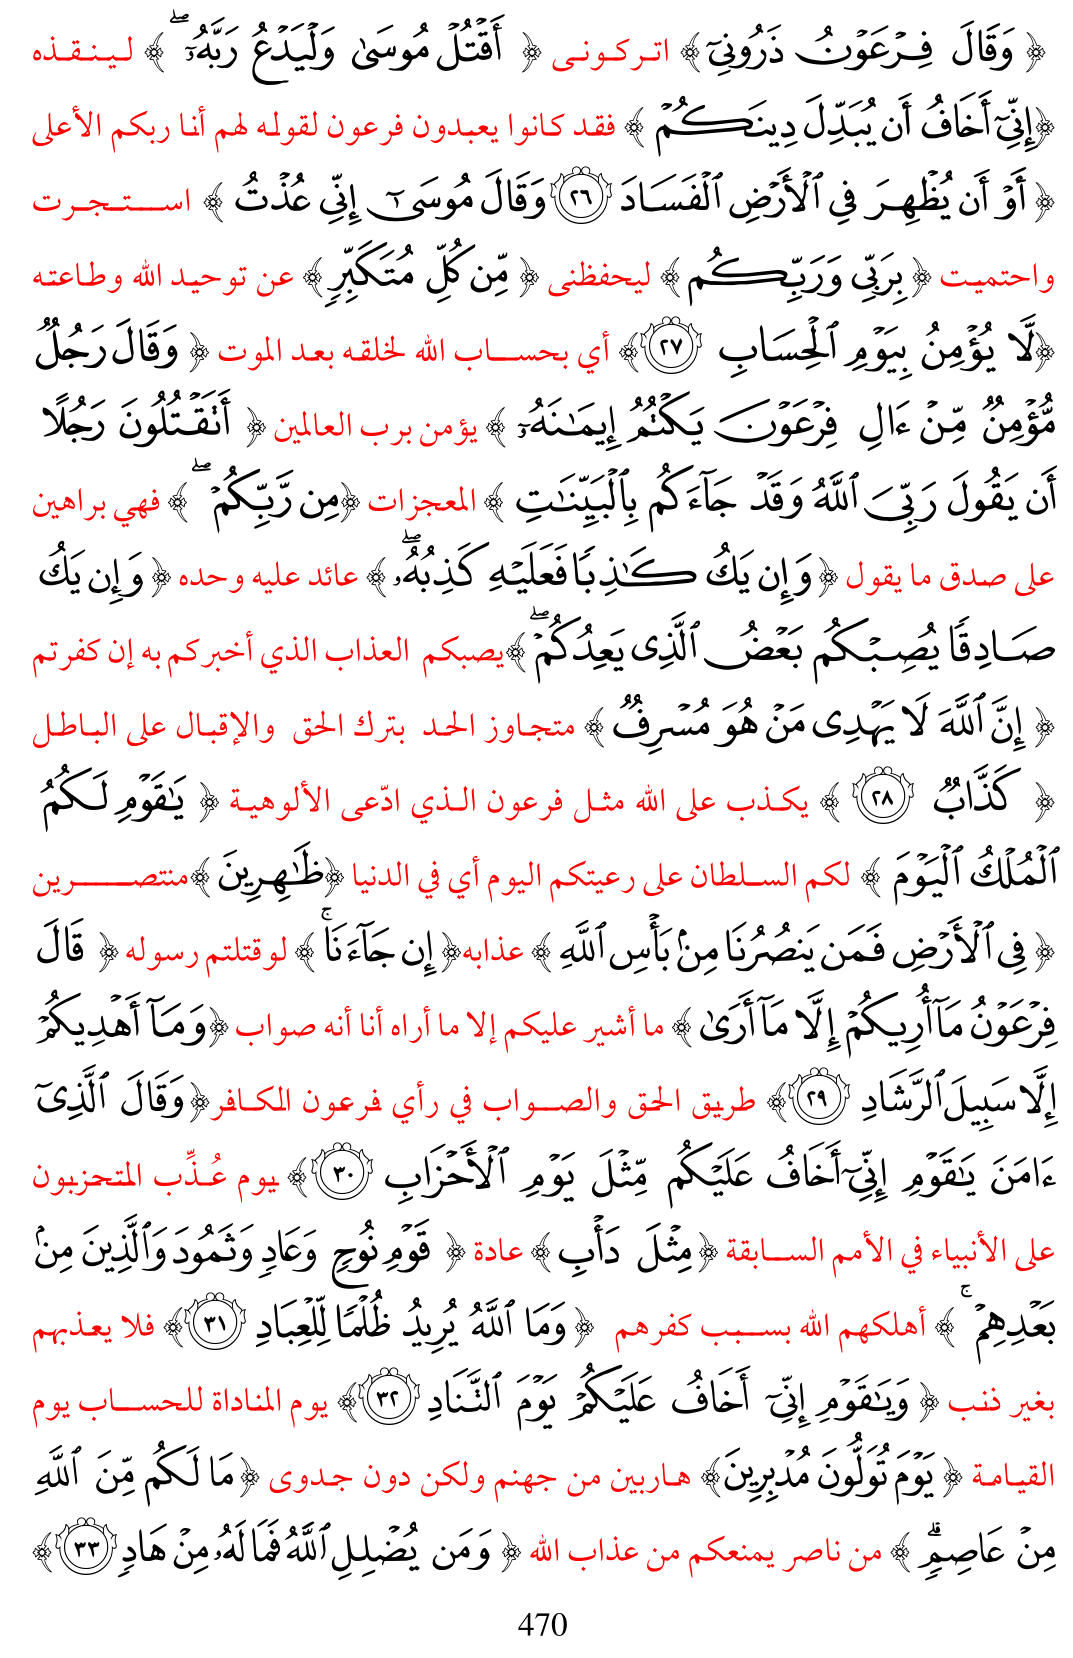 ﴿ وَقَالَ فِرْعَوْنُ ذَرُونِىٓ ﴾ اتركونى ﴿ أَقْتُلْ مُوسَىٰ وَلْيَدْعُ رَبَّهُۥٓ ۖ ﴾ لينقذه
﴿إِنِّىٓ أَخَافُ أَن يُبَدِّلَ دِينَكُمْ ﴾ فقد كانوا يعبدون فرعون لقوله لهم أنا ربكم الأعلى
﴿ أَوْ أَن يُظْهِرَ فِى ٱلْأَرْضِ ٱلْفَسَادَ ٢٦ وَقَالَ مُوسَىٰٓ إِنِّى عُذْتُ ﴾ استجرت
واحتميت ﴿ بِرَبِّى وَرَبِّكُم ﴾ ليحفظنى ﴿ مِّن كُلِّ مُتَكَبِّرٍ ﴾ عن توحيد الله وطاعته
﴿لَّا يُؤْمِنُ بِيَوْمِ ٱلْحِسَابِ ٢٧﴾ أي بحساب الله لخلقه بعد الموت ﴿ وَقَالَ رَجُلٌ
مُّؤْمِنٌ مِّنْ ءَالِ فِرْعَوْنَ يَكْتُمُ إِيمَـٰنَهُۥٓ ﴾ يؤمن برب العالمين ﴿ أَتَقْتُلُونَ رَجُلًا
أَن يَقُولَ رَبِّىَ ٱللَّهُ وَقَدْ جَآءَكُم بِٱلْبَيِّنَـٰتِ ﴾ المعجزات ﴿مِن رَّبِّكُمْ ۖ ﴾ فهي براهين
على صدق ما يقول ﴿ وَإِن يَكُ كَـٰذِبًا فَعَلَيْهِ كَذِبُهُۥ ۖ ﴾ عائد عليه وحده ﴿ وَإِن يَكُ
صَادِقًا يُصِبْكُم بَعْضُ ٱلَّذِى يَعِدُكُمْ ۖ ﴾يصبكم العذاب الذي أخبركم به إن كفرتم
﴿ إِنَّ ٱللَّهَ لَا يَهْدِى مَنْ هُوَ مُسْرِفٌ ﴾ متجاوز الحد بترك الحق والإقبال على الباطل
﴿ كَذَّابٌ ٢٨ ﴾ يكذب على الله مثل فرعون الذي ادّعى الألوهية ﴿ يَـٰقَوْمِ لَكُمُ
ٱلْمُلْكُ ٱلْيَوْمَ ﴾ لكم السلطان على رعيتكم اليوم أي في الدنيا ﴿ظَـٰهِرِينَ ﴾منتصرين
﴿ فِى ٱلْأَرْضِ فَمَن يَنصُرُنَا مِنۢ بَأْسِ ٱللَّهِ ﴾ عذابه﴿ إِن جَآءَنَا ۚ ﴾ لو قتلتم رسوله ﴿ قَالَ
فِرْعَوْنُ مَآ أُرِيكُمْ إِلَّا مَآ أَرَىٰ ﴾ ما أشير عليكم إلا ما أراه أنا أنه صواب ﴿وَمَآ أَهْدِيكُمْ
إِلَّا سَبِيلَ ٱلرَّشَادِ ٢٩﴾ طريق الحق والصواب في رأي فرعون الكافر﴿ وَقَالَ ٱلَّذِىٓ
ءَامَنَ يَـٰقَوْمِ إِنِّىٓ أَخَافُ عَلَيْكُم مِّثْلَ يَوْمِ ٱلْأَحْزَابِ ٣٠﴾ يوم عُذِّب المتحزبون
على الأنبياء في الأمم السابقة ﴿ مِثْلَ دَأْبِ ﴾ عادة ﴿ قَوْمِ نُوحٍ وَعَادٍ وَثَمُودَ وَٱلَّذِينَ مِنۢ
بَعْدِهِمْ ۚ ﴾ أهلكهم الله بسبب كفرهم ﴿ وَمَا ٱللَّهُ يُرِيدُ ظُلْمًا لِّلْعِبَادِ ٣١﴾ فلا يعذبهم
بغير ذنب ﴿ وَيَـٰقَوْمِ إِنِّىٓ أَخَافُ عَلَيْكُمْ يَوْمَ ٱلتَّنَادِ ٣٢﴾ يوم المناداة للحساب يوم
القيامة ﴿ يَوْمَ تُوَلُّونَ مُدْبِرِينَ﴾ هاربين من جهنم ولكن دون جدوى ﴿ مَا لَكُم مِّنَ ٱللَّهِ
مِنْ عَاصِمٍ ۗ ﴾ من ناصر يمنعكم من عذاب الله ﴿ وَمَن يُضْلِلِ ٱللَّهُ فَمَا لَهُۥ مِنْ هَادٍ ٣٣﴾
470